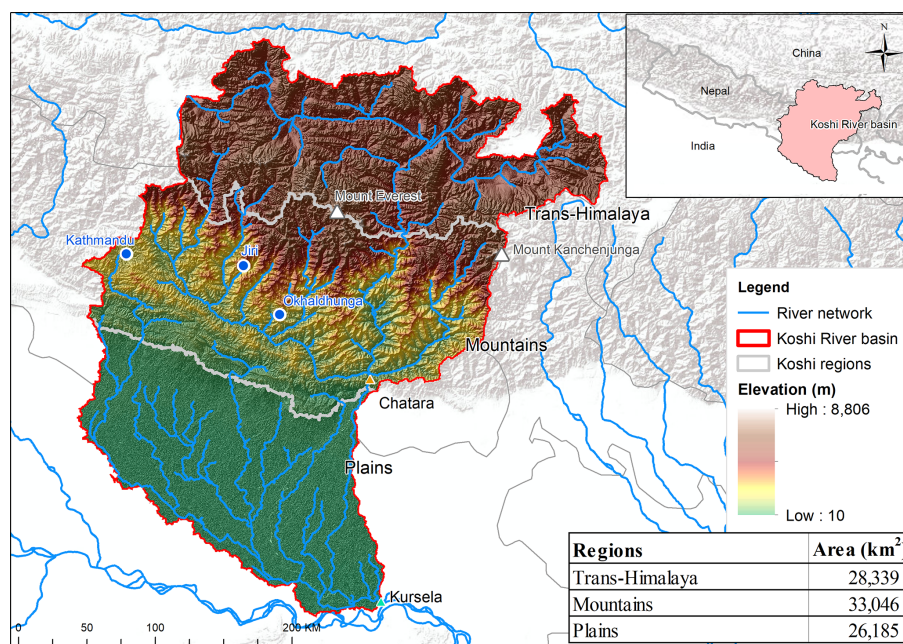 N
China
Nepal
Koshi River basin
India
Mount Everest
Trans-Himalaya
Kathmandu
Jiri
Mount Kanchenjunga
Okhaldhunga
Mountains
Chatara
Plains
Kursela
0 50 100 200 KM
Legend
River network
Koshi River basin
Koshi regions
Elevation (m)
High : 8,806
Low : 10
Regions Area (km²)
Trans-Himalaya 28,339
Mountains 33,046
Plains 26,185